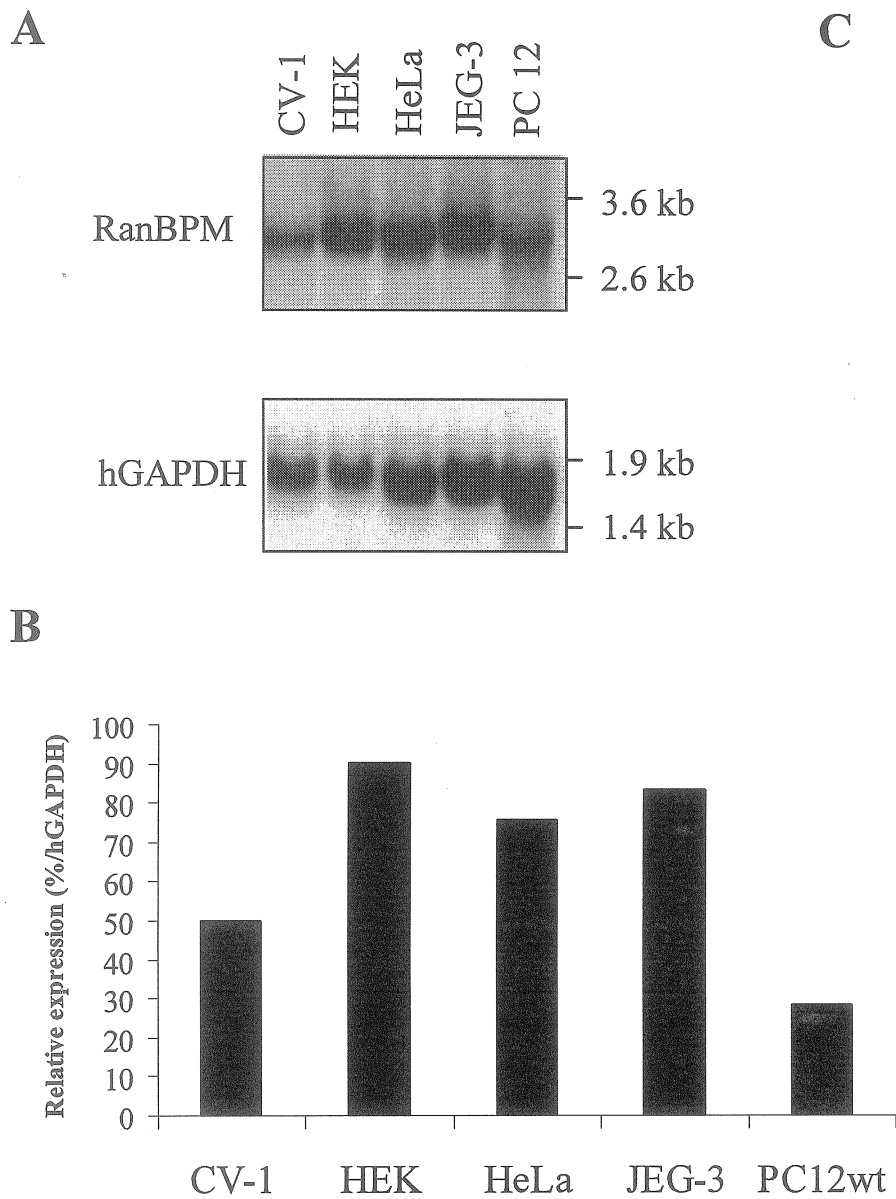 A
C
CV-1
HEK
HeLa
JEG-3
PC 12
RanBPM
3.6 kb
2.6 kb
hGAPDH
1.9 kb
1.4 kb
B
Relative expression (%/hGAPDH)
100
90
80
70
60
50
40
30
20
10
0
CV-1
HEK
HeLa
JEG-3
PC12wt